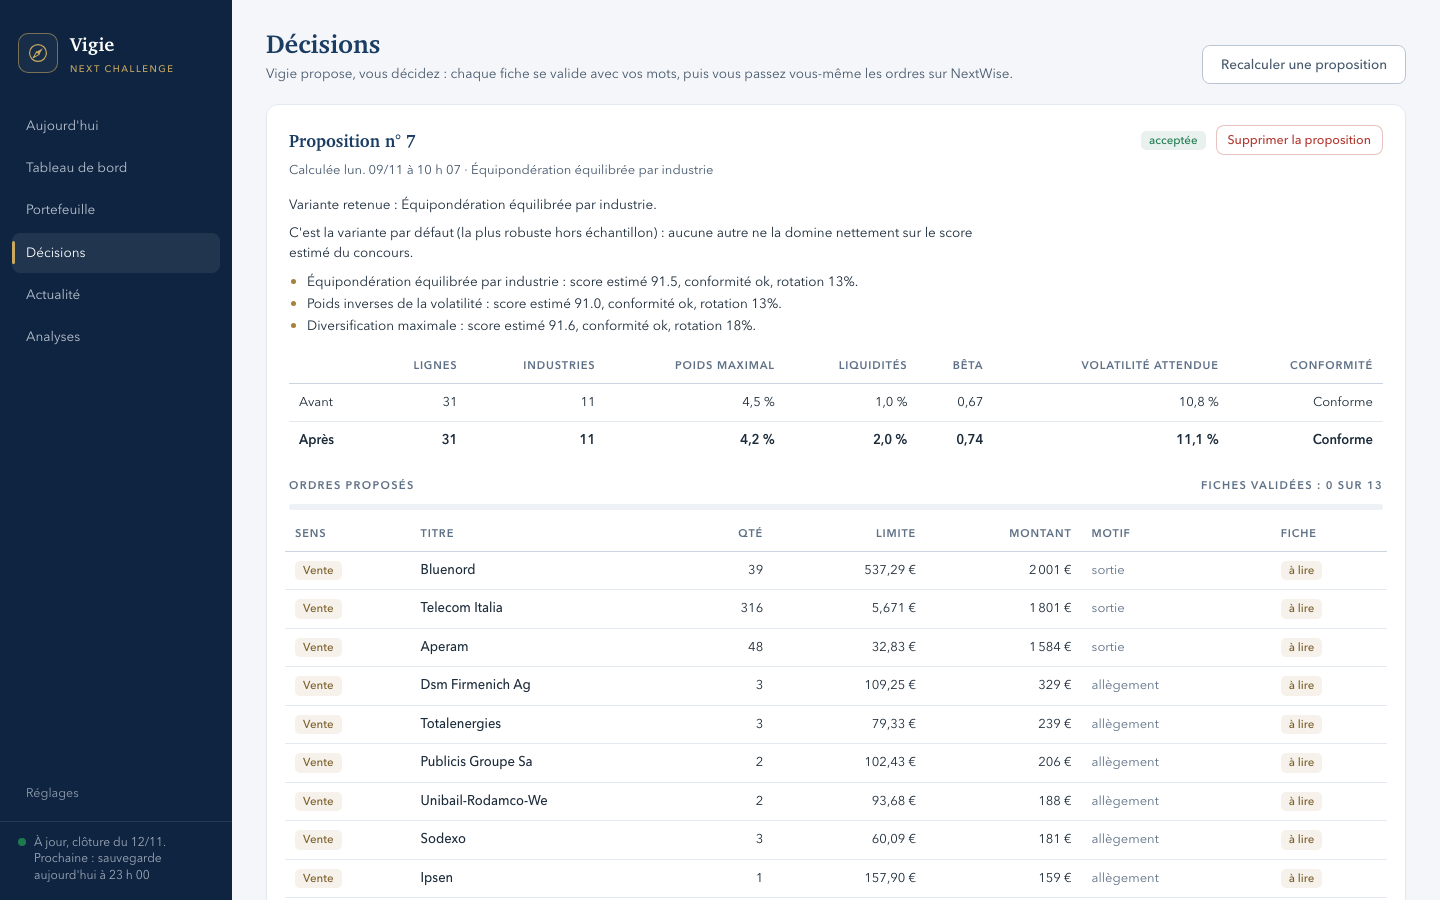 Vigie
NEXT CHALLENGE
Aujourd'hui
Tableau de bord
Portefeuille
Décisions
Actualité
Analyses
Réglages
À jour, clôture du 12/11.
Prochaine : sauvegarde
aujourd'hui à 23 h 00
Décisions
Vigie propose, vous décidez : chaque fiche se valide avec vos mots, puis vous passez vous-même les ordres sur NextWise.
Recalculer une proposition
Proposition n° 7
acceptée
Supprimer la proposition
Calculée lun. 09/11 à 10 h 07 · Équipondération équilibrée par industrie
Variante retenue : Équipondération équilibrée par industrie.
C'est la variante par défaut (la plus robuste hors échantillon) : aucune autre ne la domine nettement sur le score
estimé du concours.
• Équipondération équilibrée par industrie : score estimé 91.5, conformité ok, rotation 13%.
• Poids inverses de la volatilité : score estimé 91.0, conformité ok, rotation 13%.
• Diversification maximale : score estimé 91.6, conformité ok, rotation 18%.
LIGNES INDUSTRIES POIDS MAXIMAL LIQUIDITÉS BÊTA VOLATILITÉ ATTENDUE CONFORMITÉ
Avant 31 11 4,5 % 1,0 % 0,67 10,8 % Conforme
Après 31 11 4,2 % 2,0 % 0,74 11,1 % Conforme
ORDRES PROPOSÉS FICHES VALIDÉES : 0 SUR 13
SENS TITRE QTÉ LIMITE MONTANT MOTIF FICHE
Vente Bluenord 39 537,29 € 2 001 € sortie à lire
Vente Telecom Italia 316 5,671 € 1 801 € sortie à lire
Vente Aperam 48 32,83 € 1 584 € sortie à lire
Vente Dsm Firmenich Ag 3 109,25 € 329 € allègement à lire
Vente Totalenergies 3 79,33 € 239 € allègement à lire
Vente Publicis Groupe Sa 2 102,43 € 206 € allègement à lire
Vente Unibail-Rodamco-We 2 93,68 € 188 € allègement à lire
Vente Sodexo 3 60,09 € 181 € allègement à lire
Vente Ipsen 1 157,90 € 159 € allègement à lire